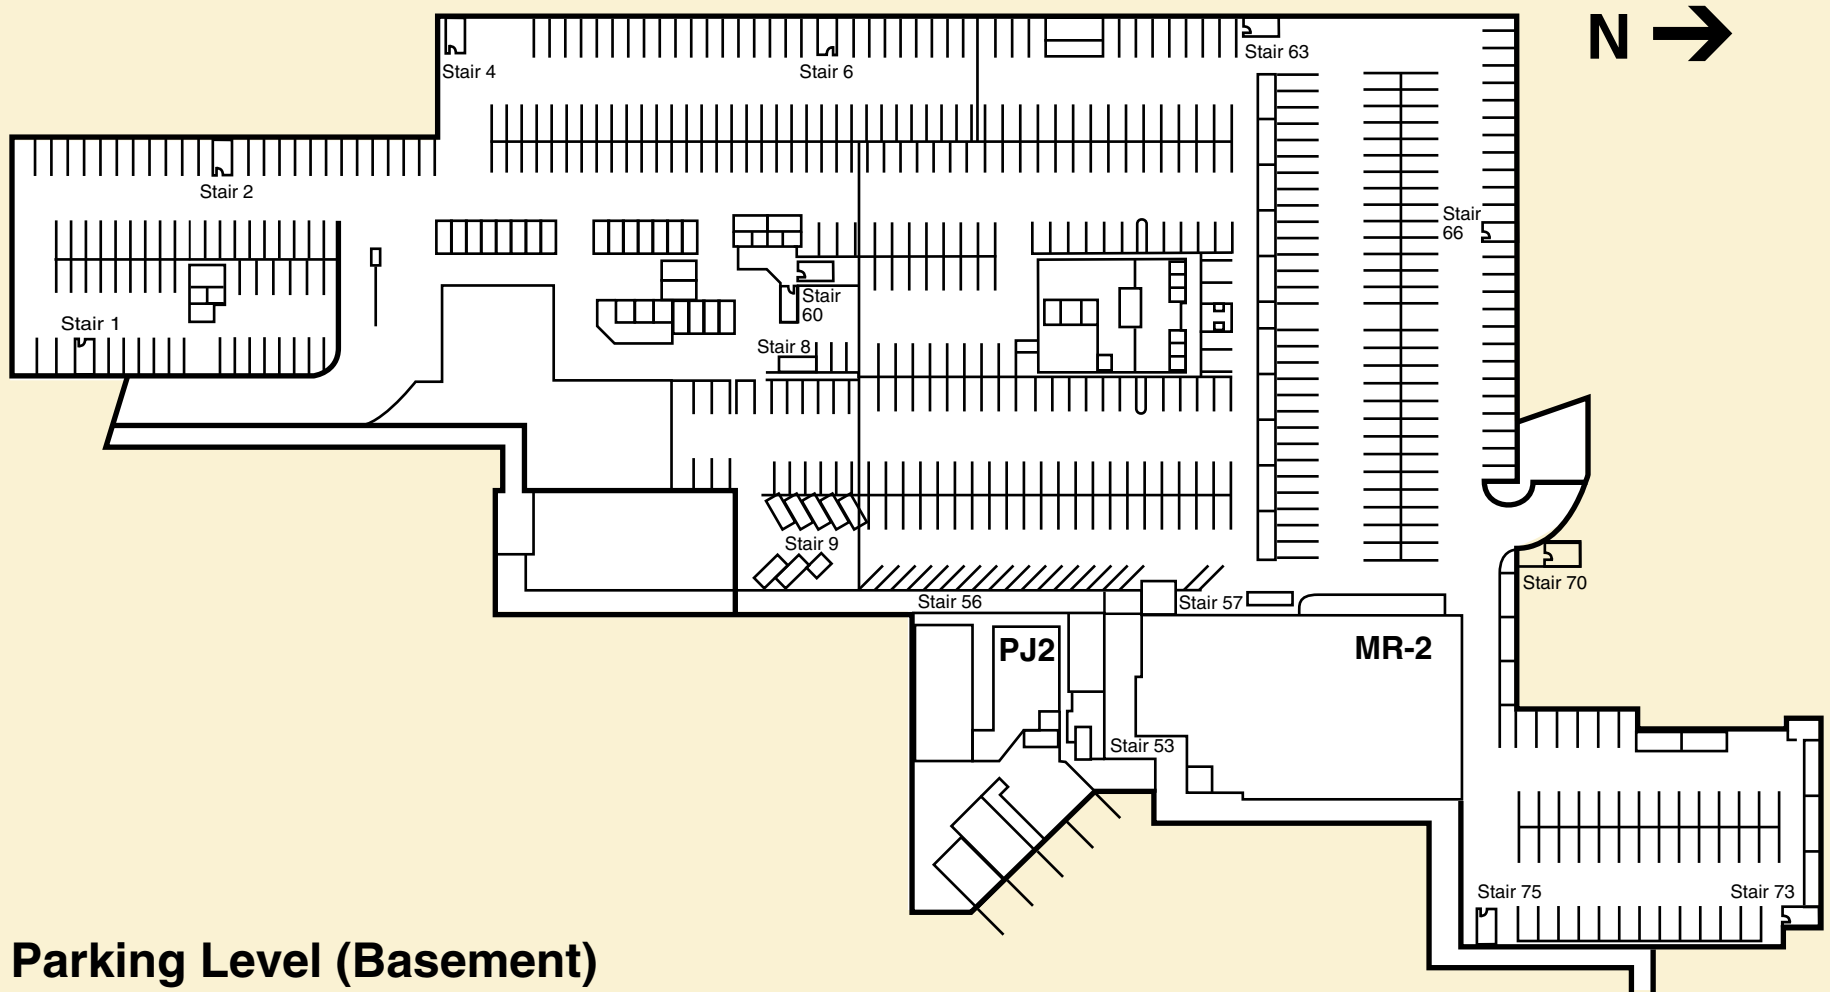 N
Stair 4
Stair 6
Stair 63
Stair 2
Stair
66
Stair 1
Stair
60
Stair 8
Stair 9
Stair 70
Stair 56
Stair 57
PJ2
MR-2
Stair 53
Stair 75
Stair 73
Parking Level (Basement)